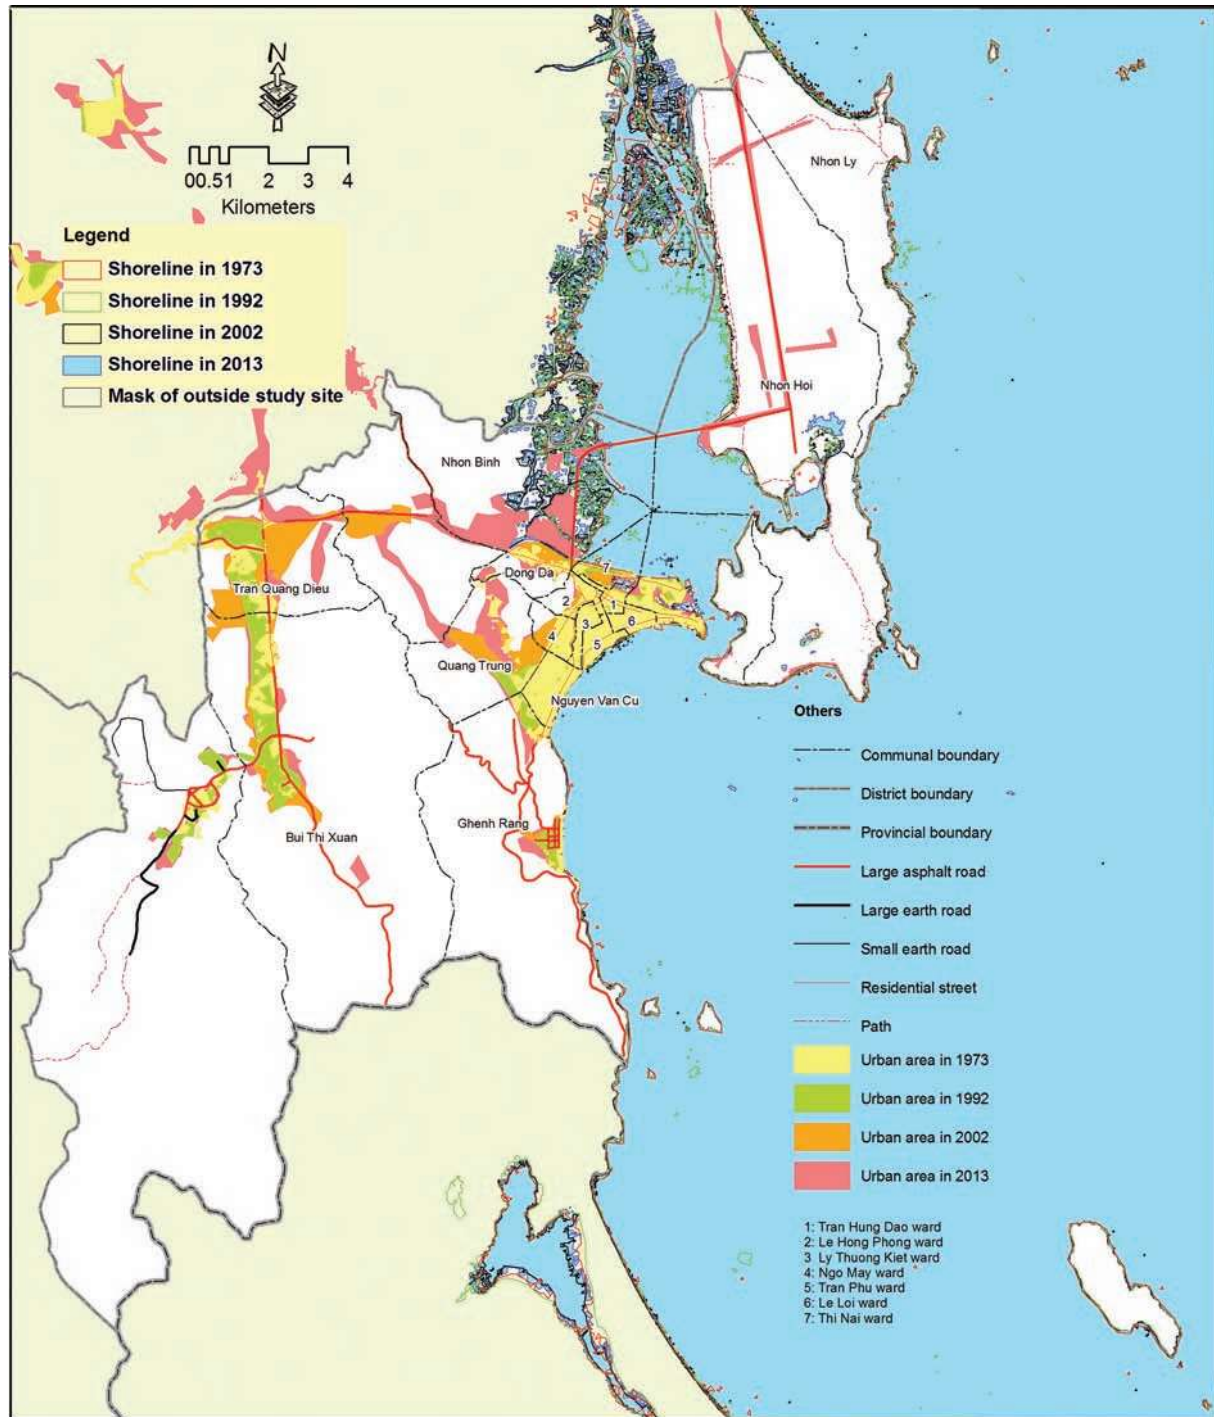 N
00.51 2 3 4
Kilometers
Legend
Shoreline in 1973
Shoreline in 1992
Shoreline in 2002
Shoreline in 2013
Mask of outside study site
Nhon Ly
Nhon Hoi
Nhon Binh
Dong Da
7
Tran Quang Dieu
2
1
3
6
4
5
Quang Trung
Nguyen Van Cu
Ghenh Rang
Bui Thi Xuan
Others
Communal boundary
District boundary
Provincial boundary
Large asphalt road
Large earth road
Small earth road
Residential street
Path
Urban area in 1973
Urban area in 1992
Urban area in 2002
Urban area in 2013
1: Tran Hung Dao ward
2: Le Hong Phong ward
3 Ly Thuong Kiet ward
4: Ngo May ward
5: Tran Phu ward
6: Le Loi ward
7: Thi Nai ward